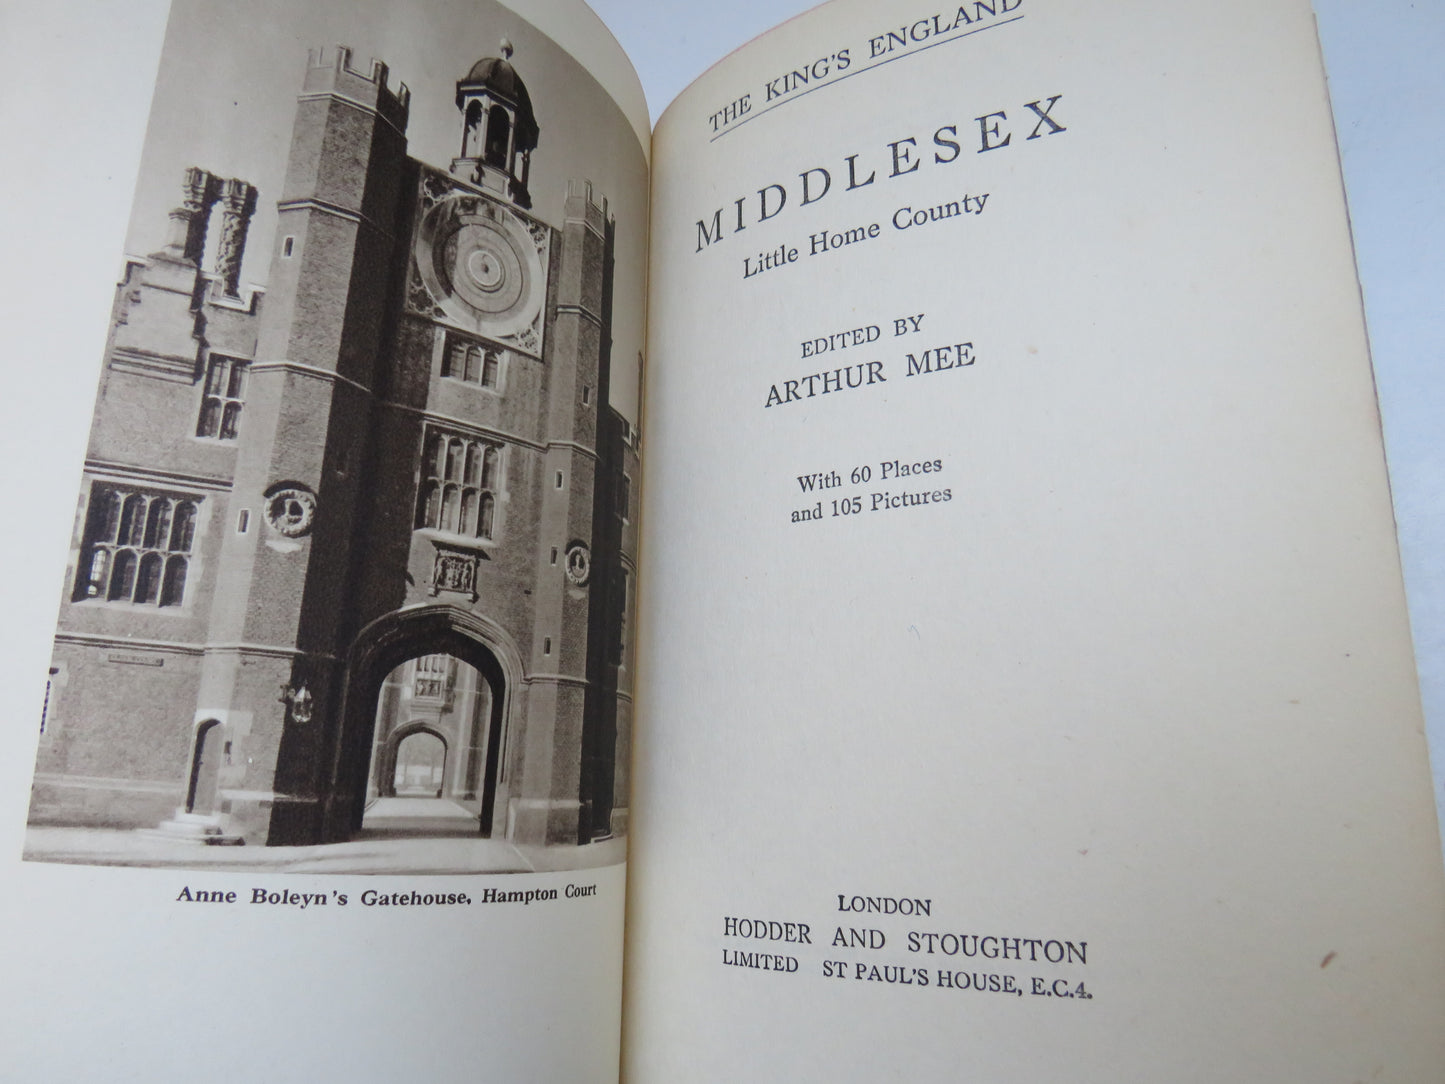 Anne Boleyn's Gatehouse, Hampton Court
THE KING'S ENGLAND
MIDDLESEX
Little Home County
EDITED BY
ARTHUR MEE
With 60 Places
and 105 Pictures
LONDON
HODDER AND STOUGHTON
LIMITED ST PAUL'S HOUSE, E.C.4.